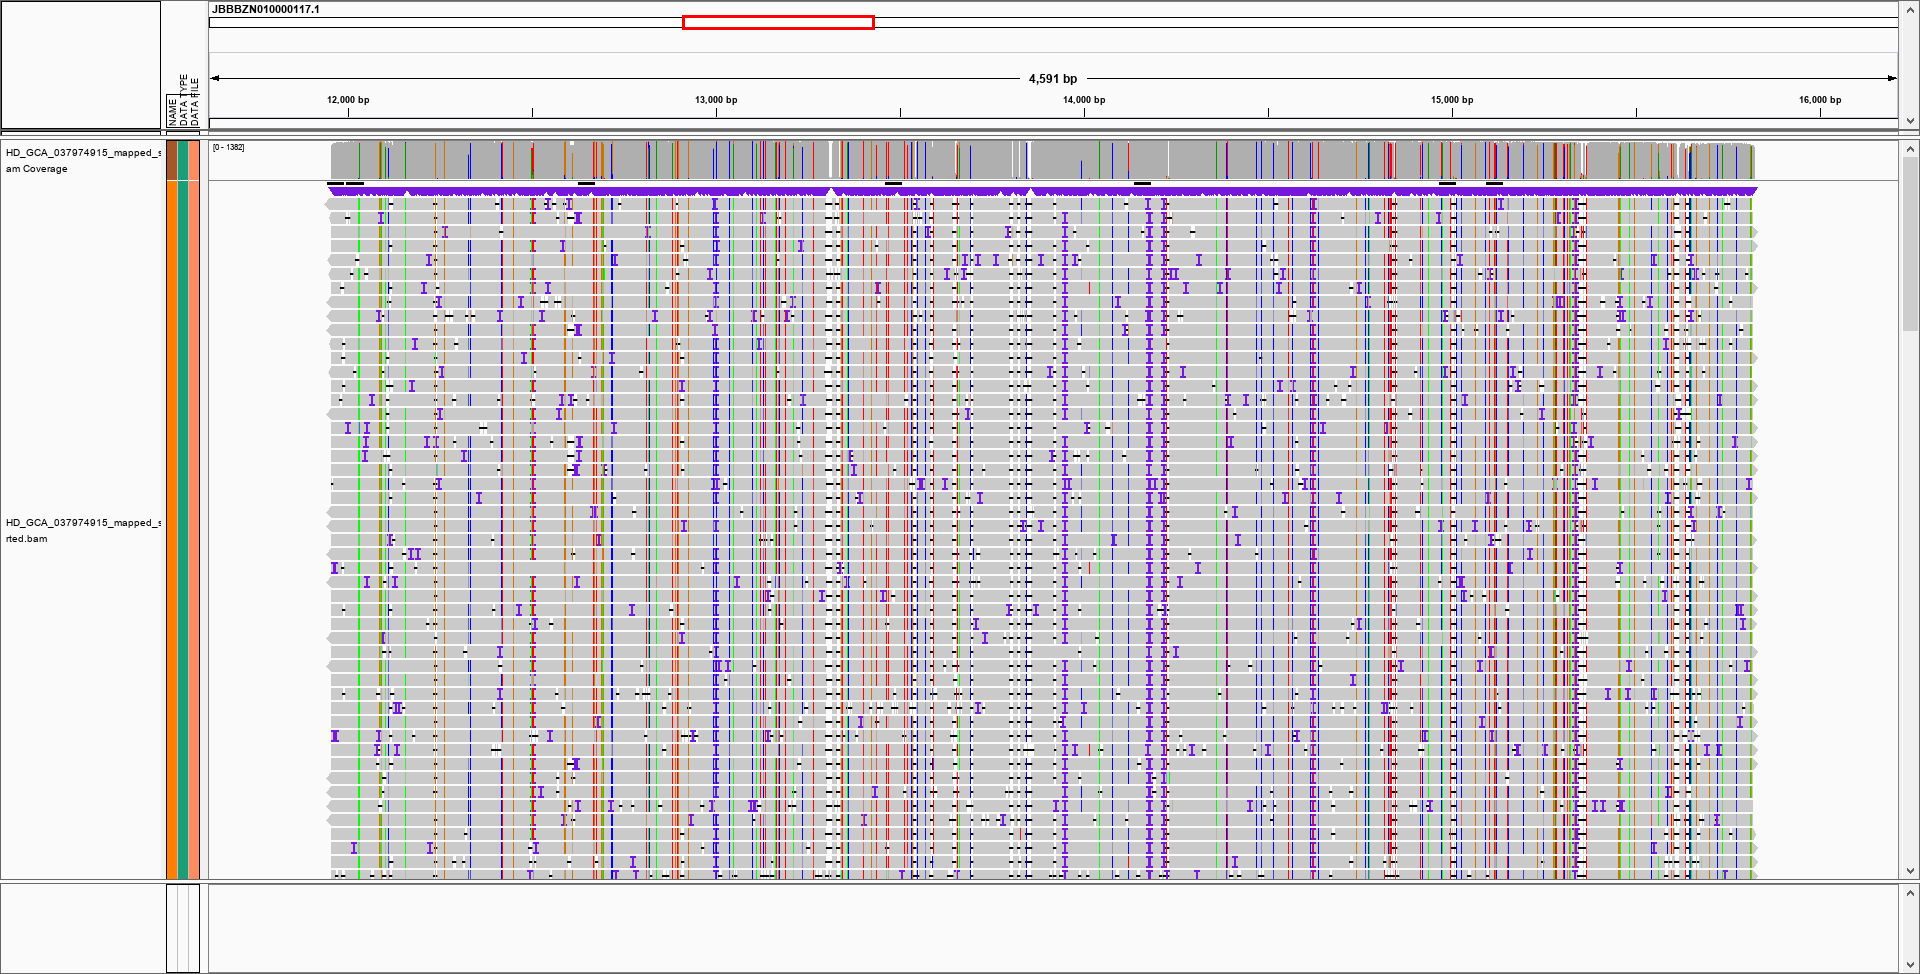 JBBBZN010000117.1
4,591 bp
NAME
DATA TYPE
DATA FILE
12,000 bp
13,000 bp
14,000 bp
15,000 bp
16,000 bp
HD_GCA_037974915_mapped_s
am Coverage
[0 - 1382]
HD_GCA_037974915_mapped_s
rted.bam